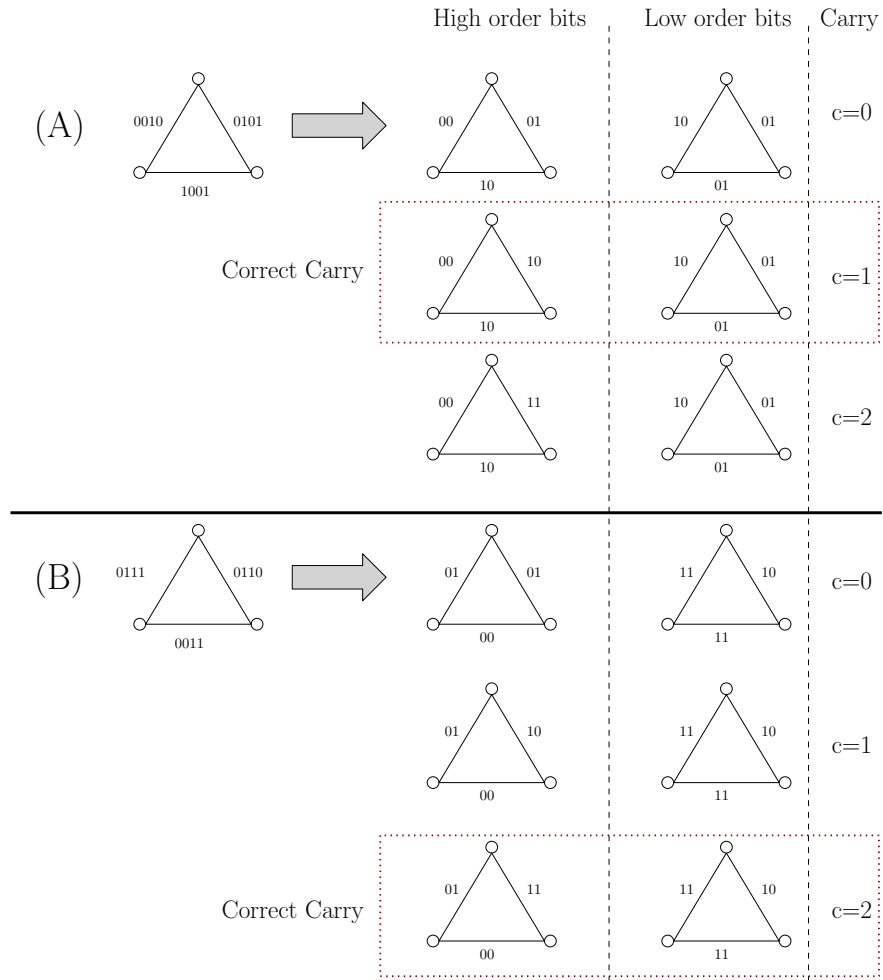 High order bits Low order bits Carry
(A) 0010 0101 00 01 10 01 c=0
1001 10 01
Correct Carry 00 10 10 01 c=1
10 01
00 11 10 01 c=2
10 01
(B) 0111 0110 01 01 11 10 c=0
0011 00 11
01 10 11 10 c=1
00 11
Correct Carry 01 11 11 10 c=2
00 11